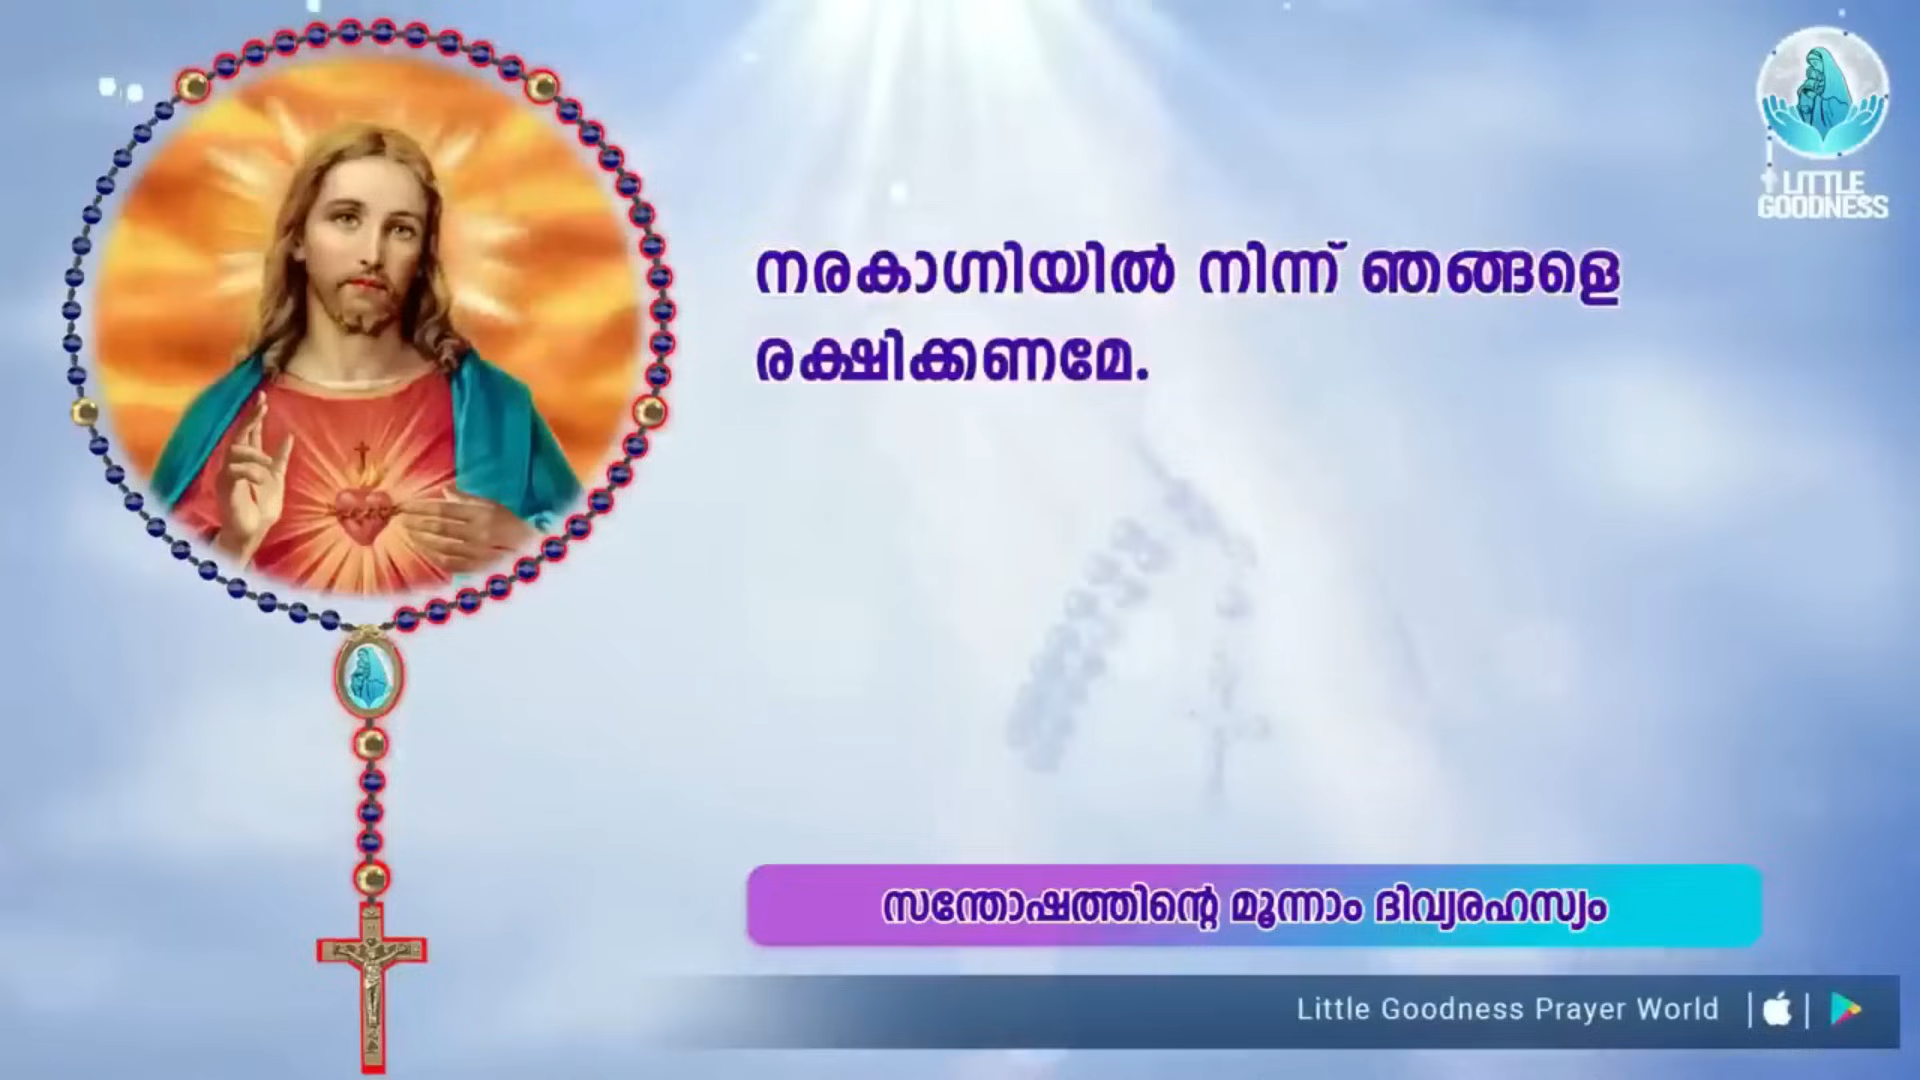 LITTLE
GOODNESS
നരകാഗ്നിയിൽ നിന്ന് ഞങ്ങളെ
രക്ഷിക്കണമേ.
സന്തോഷത്തിന്റെ മൂന്നാം ദിവ്യരഹസ്യം
Little Goodness Prayer World